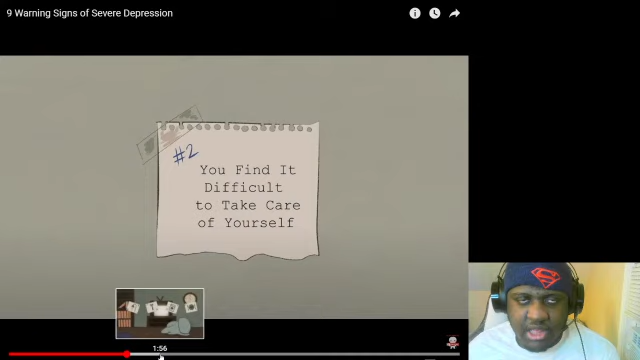 9 Warning Signs of Severe Depression
#2
You Find It
Difficult
to Take Care
of Yourself
1:56